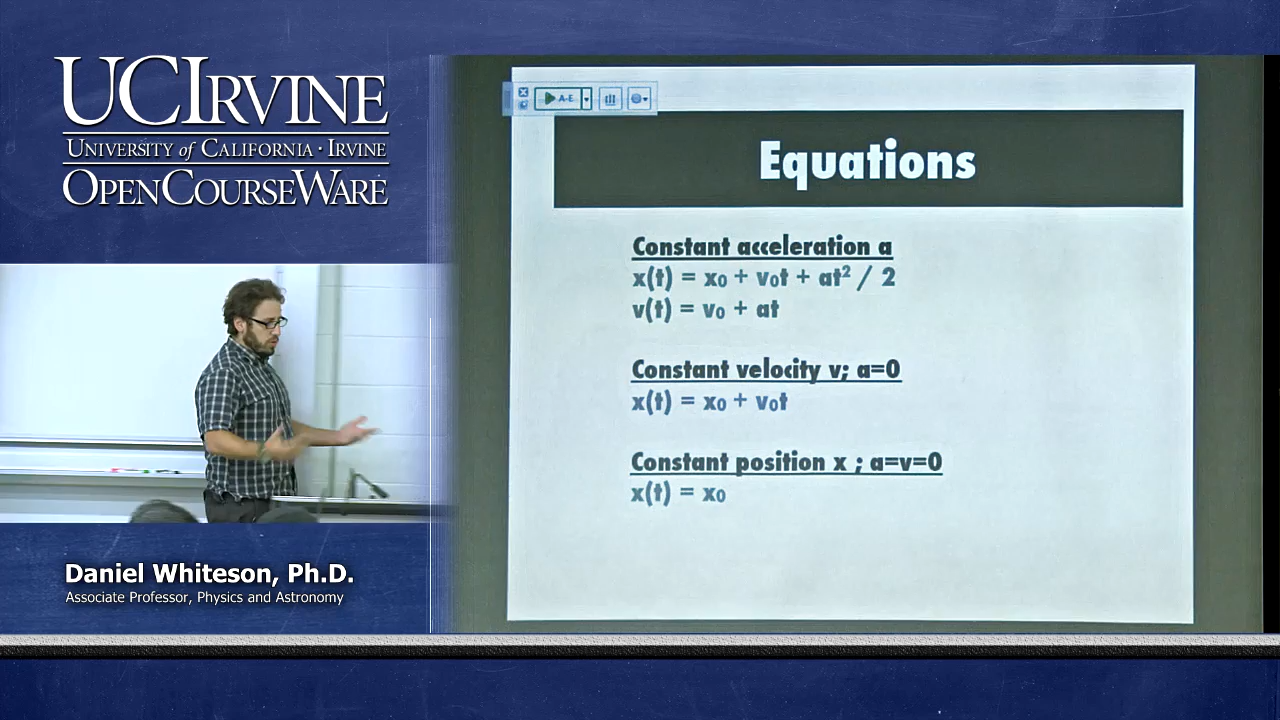 UCIRVINE
UNIVERSITY of CALIFORNIA · IRVINE
OPENCOURSEWARE
A-E
Equations
Constant acceleration a
x(t) = x₀ + v₀t + at² / 2
v(t) = v₀ + at
Constant velocity v; a=0
x(t) = x₀ + v₀t
Constant position x ; a=v=0
x(t) = x₀
Daniel Whiteson, Ph.D.
Associate Professor, Physics and Astronomy